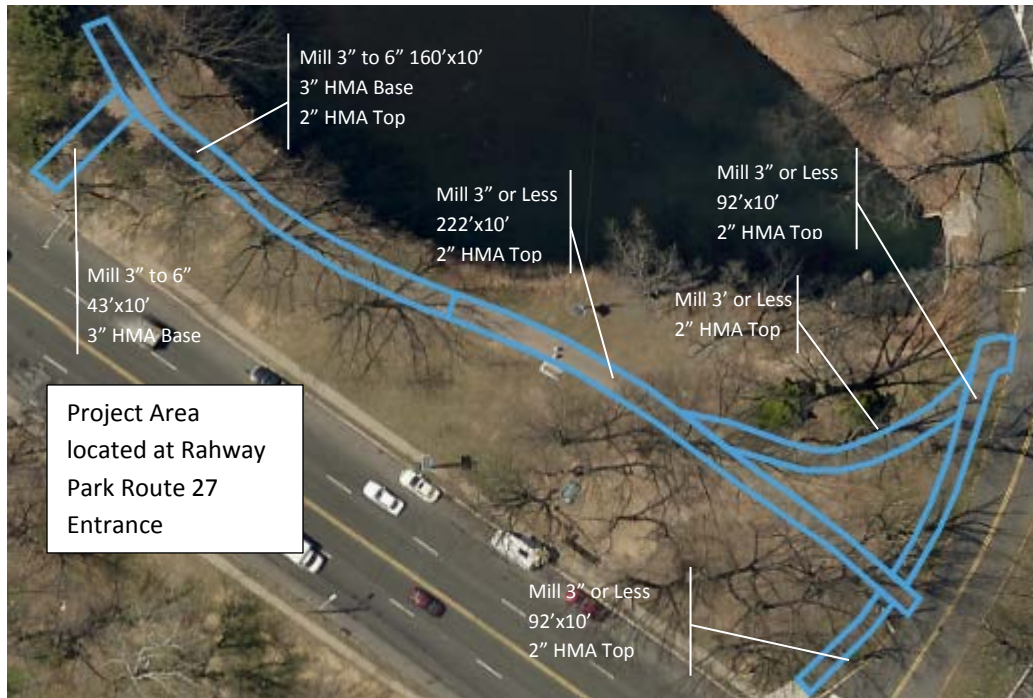 Mill 3” to 6” 160’x10’
3” HMA Base
2” HMA Top
Mill 3” or Less
222’x10’
2” HMA Top
Mill 3” or Less
92’x10’
2” HMA Top
Mill 3’ or Less
2” HMA Top
Mill 3” to 6”
43’x10’
3” HMA Base
Project Area
located at Rahway
Park Route 27
Entrance
Mill 3” or Less
92’x10’
2” HMA Top